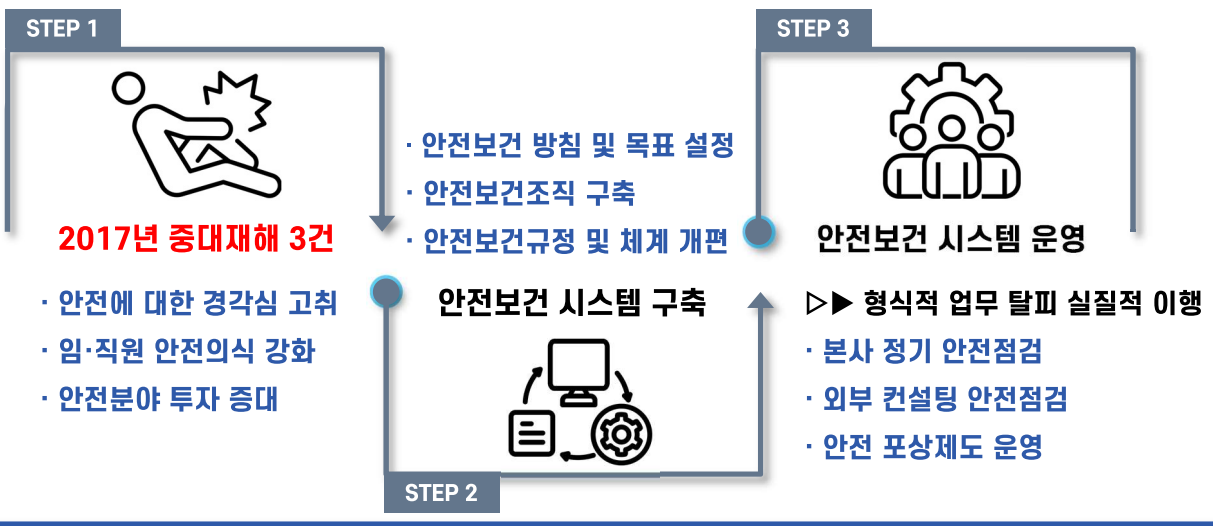 STEP 1
2017년 중대재해 3건
· 안전에 대한 경각심 고취
· 임·직원 안전의식 강화
· 안전분야 투자 증대
· 안전보건 방침 및 목표 설정
· 안전보건조직 구축
· 안전보건규정 및 체계 개편
안전보건 시스템 구축
STEP 2
STEP 3
안전보건 시스템 운영
▷▶ 형식적 업무 탈피 실질적 이행
· 본사 정기 안전점검
· 외부 컨설팅 안전점검
· 안전 포상제도 운영